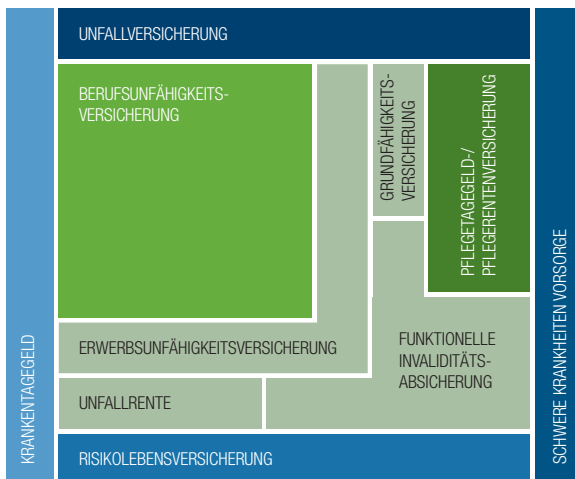 UNFALLVERSICHERUNG
BERUFSUNFÄHIGKEITS-
VERSICHERUNG
GRUNDFÄHIGKEITS-
VERSICHERUNG
PFLEGETAGEGELD-/
PFLEGERENTENVERSICHERUNG
ERWERBSUNFÄHIGKEITSVERSICHERUNG
FUNKTIONELLE
INVALIDITÄTS-
ABSICHERUNG
UNFALLRENTE
KRANKENTAGEGELD
SCHWERE KRANKHEITEN VORSORGE
RISIKOLEBENSVERSICHERUNG